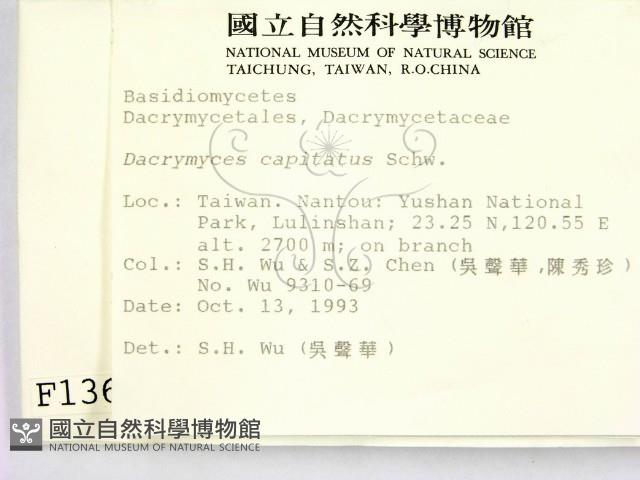 國立自然科學博物館
NATIONAL MUSEUM OF NATURAL SCIENCE
TAICHUNG, TAIWAN, R.O.CHINA
Basidiomycetes
Dacrymycetales, Dacrymycetaceae
Dacrymyces capitatus Schw.
Loc.: Taiwan. Nantou: Yushan National
Park, Lulinshan; 23.25 N,120.55 E
alt. 2700 m; on branch
Col.: S.H. Wu & S.Z. Chen (吳聲華,陳秀珍)
No. Wu 9310-69
Date: Oct. 13, 1993
Det.: S.H. Wu (吳聲華)
F136
國立自然科學博物館
NATIONAL MUSEUM OF NATURAL SCIENCE